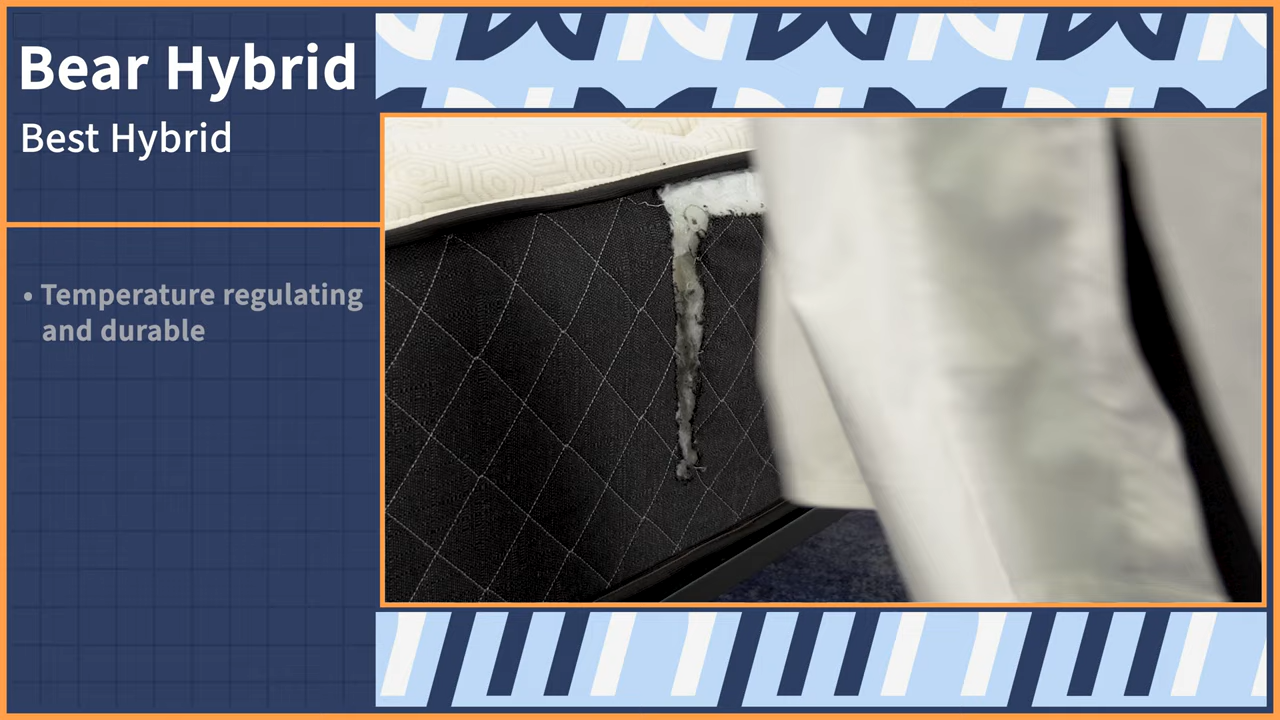 Bear Hybrid
Best Hybrid
• Temperature regulating
and durable